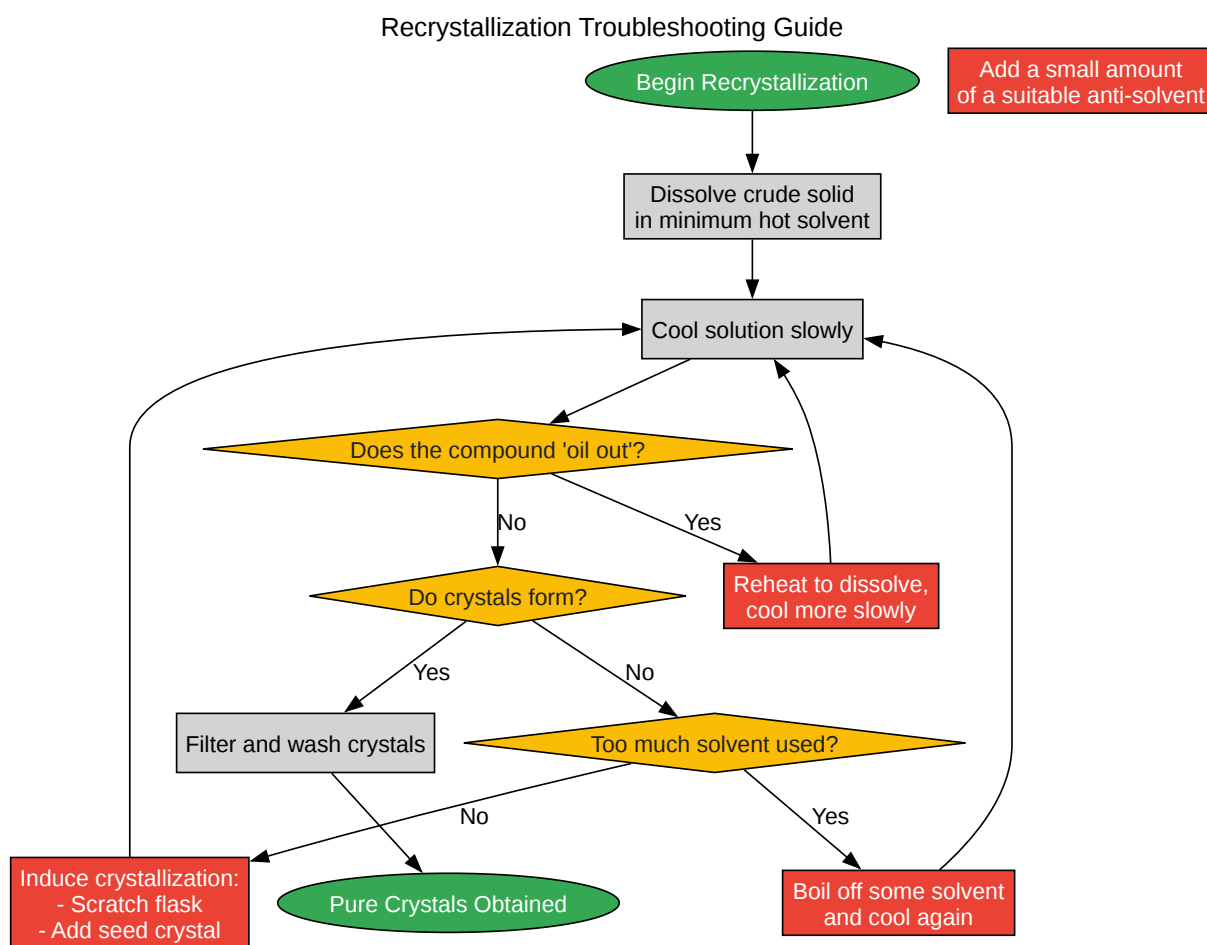 Recrystallization Troubleshooting Guide
Begin Recrystallization
Add a small amount
of a suitable anti-solvent
Dissolve crude solid
in minimum hot solvent
Cool solution slowly
Does the compound 'oil out'?
No
Yes
Do crystals form?
Reheat to dissolve,
cool more slowly
Yes
No
Filter and wash crystals
Too much solvent used?
No
Yes
Induce crystallization:
- Scratch flask
- Add seed crystal
Pure Crystals Obtained
Boil off some solvent
and cool again